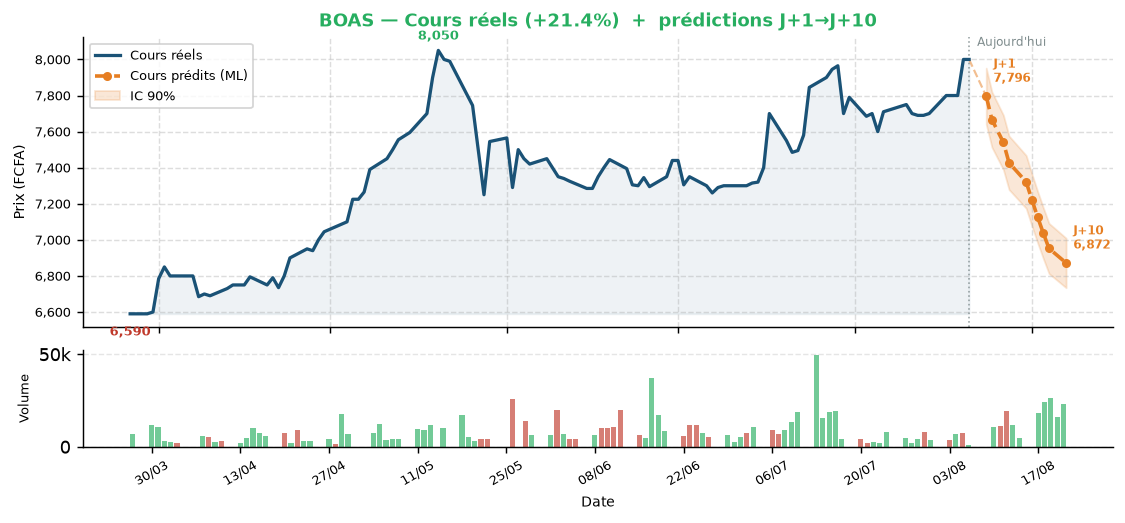 BOAS — Cours réels (+21.4%)  +  prédictions J+1→J+10
8,050
Aujourd'hui
Cours réels
Cours prédits (ML)
IC 90%
J+1
7,796
J+10
6,872
6,590
Prix (FCFA)
8,000
7,800
7,600
7,400
7,200
7,000
6,800
6,600
Volume
50k
0
30/03
13/04
27/04
11/05
25/05
08/06
22/06
06/07
20/07
03/08
17/08
Date